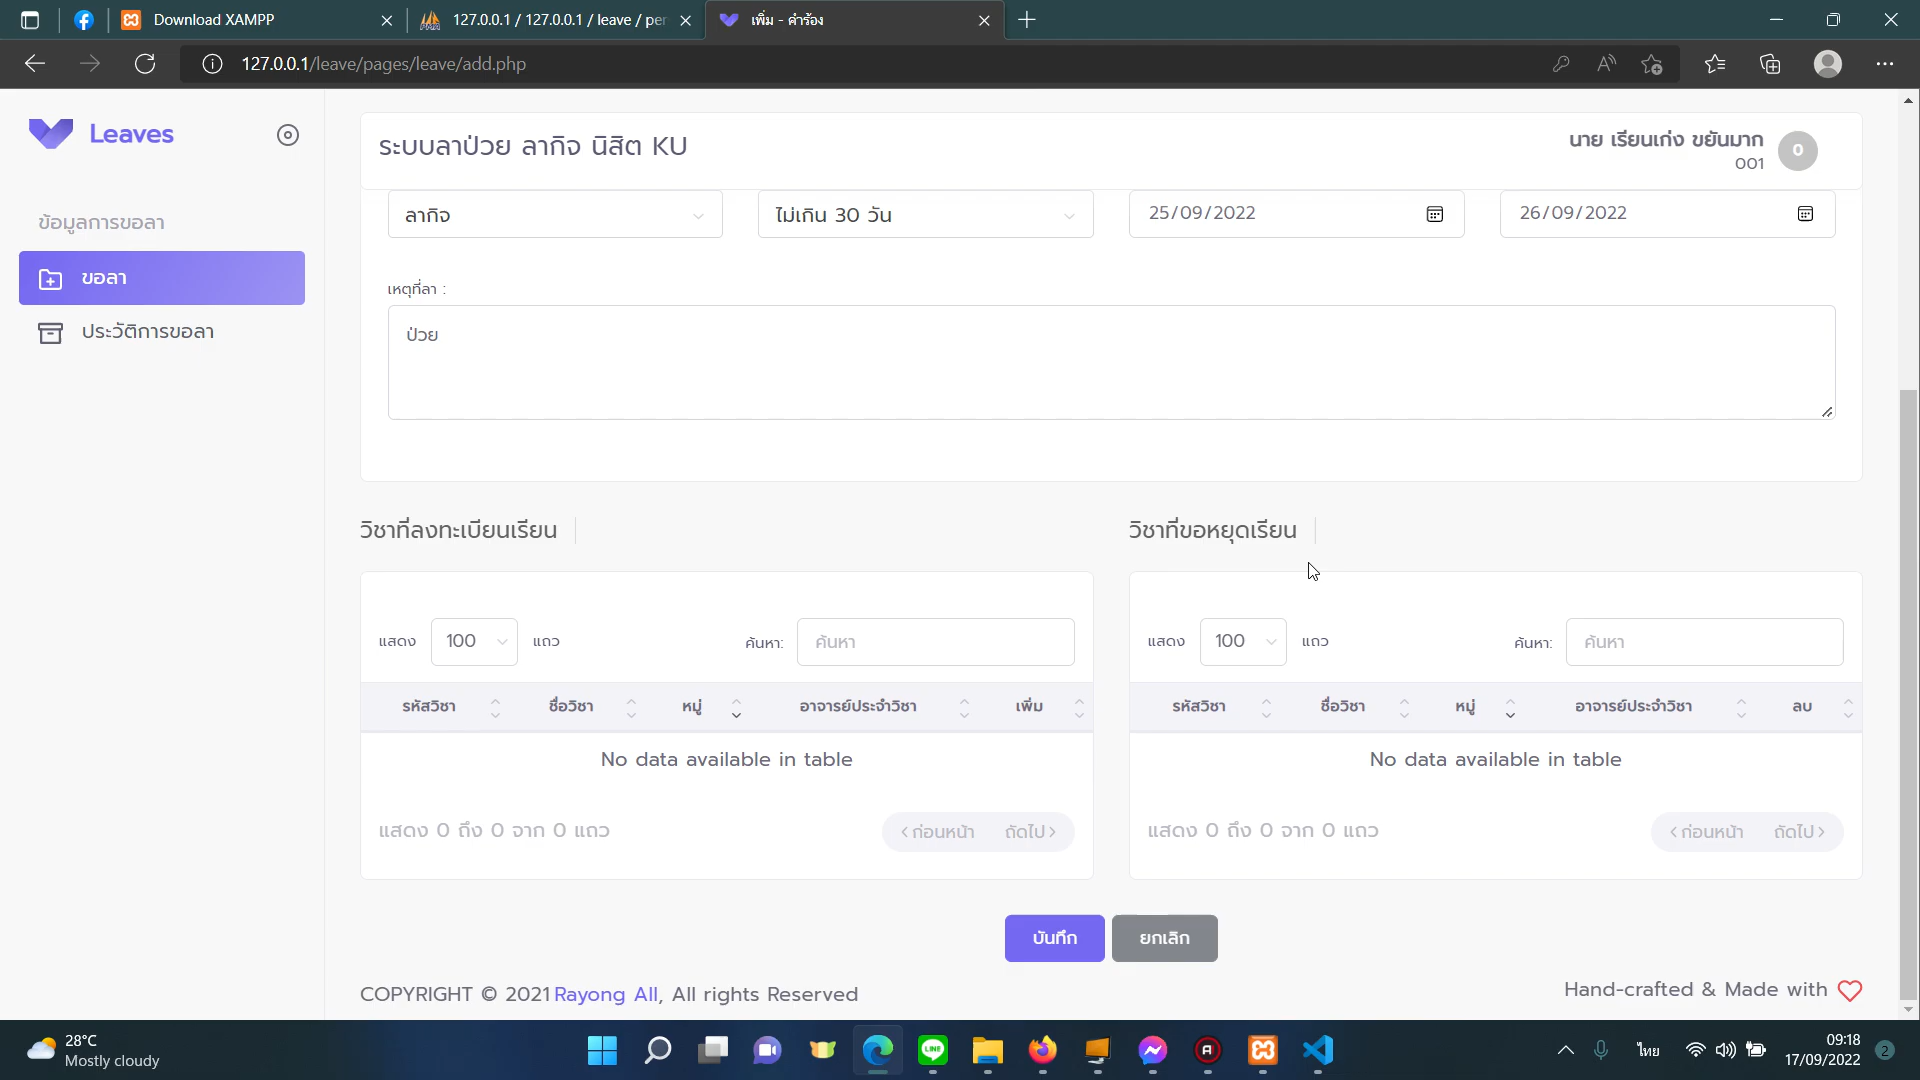 Download XAMPP
127.0.0.1 / 127.0.0.1 / leave / per
เพิ่ม - คำร้อง
127.0.0.1/leave/pages/leave/add.php
Leaves
ระบบลาป่วย ลากิจ นิสิต KU
นาย เรียนเก่ง ขยันมาก
001
0
ข้อมูลการขอลา
ขอลา
ประวัติการขอลา
ลากิจ
ไม่เกิน 30 วัน
25/09/2022
26/09/2022
เหตุที่ลา :
ป่วย
วิชาที่ลงทะเบียนเรียน
วิชาที่ขอหยุดเรียน
แสดง 100 แถว
ค้นหา: ค้นหา
แสดง 100 แถว
ค้นหา: ค้นหา
รหัสวิชา ชื่อวิชา หมู่ อาจารย์ประจำวิชา เพิ่ม
รหัสวิชา ชื่อวิชา หมู่ อาจารย์ประจำวิชา ลบ
No data available in table
No data available in table
แสดง 0 ถึง 0 จาก 0 แถว
ก่อนหน้า ถัดไป
แสดง 0 ถึง 0 จาก 0 แถว
ก่อนหน้า ถัดไป
บันทึก
ยกเลิก
COPYRIGHT © 2021 Rayong All, All rights Reserved
Hand-crafted & Made with
28°C
Mostly cloudy
LINE
ไทย
09:18
17/09/2022
2